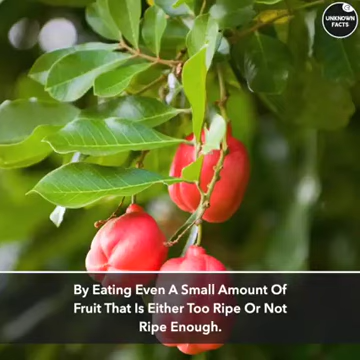 UNKNOWN
FACTS
By Eating Even A Small Amount Of
Fruit That Is Either Too Ripe Or Not
Ripe Enough.